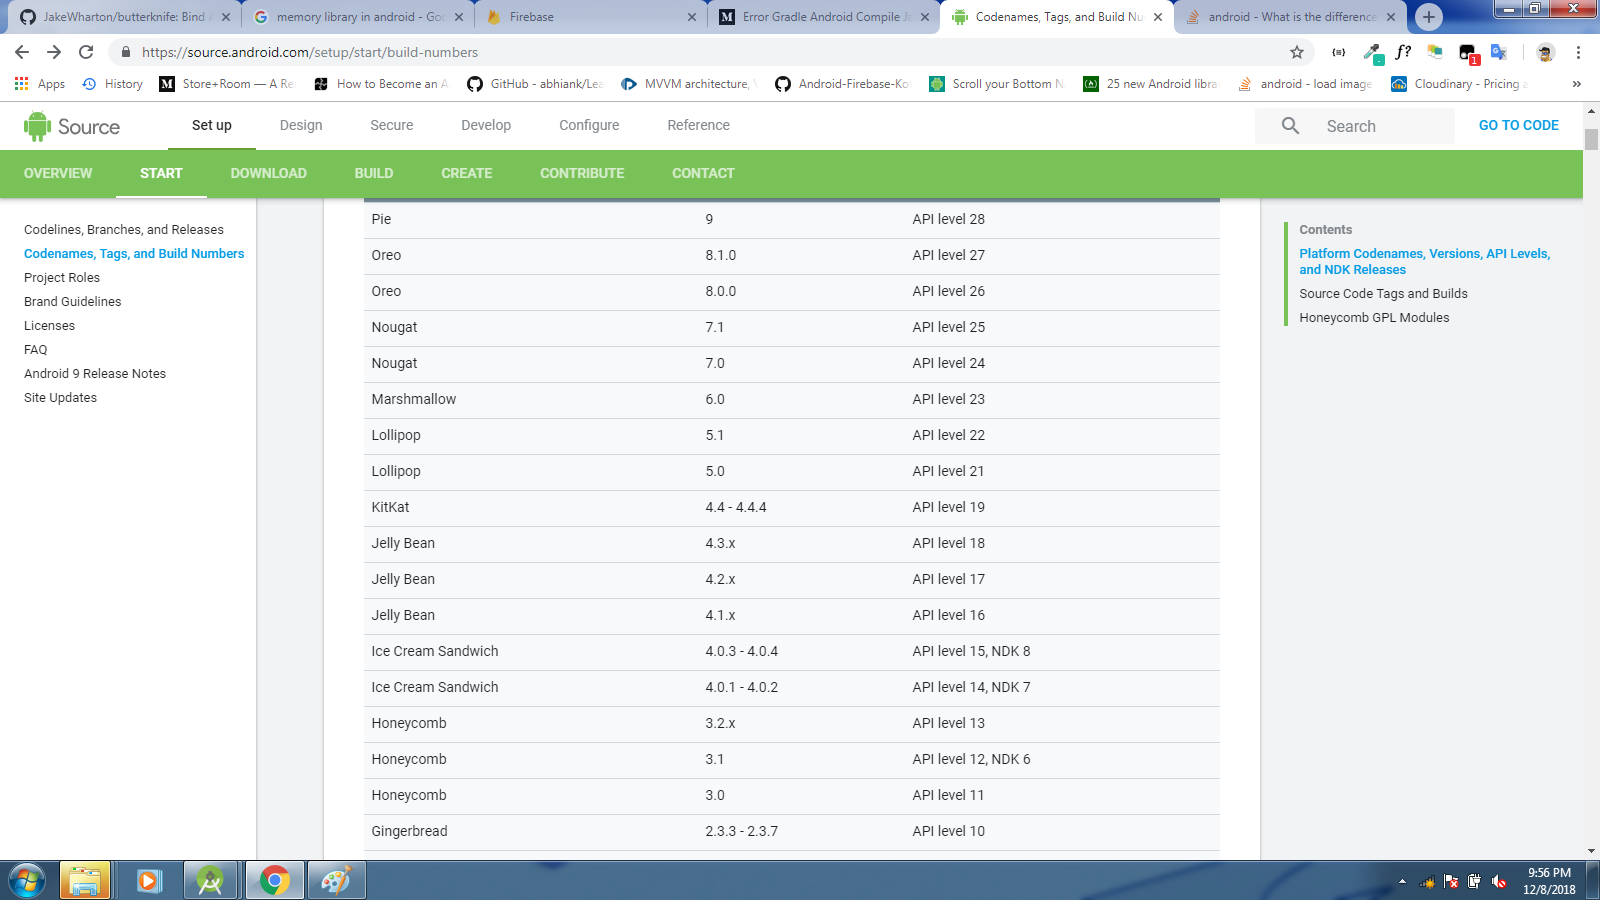 JakeWharton/butterknife: Bind A
memory library in android - Goo
Firebase
Error Gradle Android Compile Ja
Codenames, Tags, and Build Nu
android - What is the difference
https://source.android.com/setup/start/build-numbers
{≡}
f?
1
Apps
History
Store+Room — A Re
How to Become an A
GitHub - abhiank/Lea
MVVM architecture, V
Android-Firebase-Ko
Scroll your Bottom N
25 new Android libra
android - load image
Cloudinary - Pricing a
»
Source
Set up
Design
Secure
Develop
Configure
Reference
Search
GO TO CODE
OVERVIEW
START
DOWNLOAD
BUILD
CREATE
CONTRIBUTE
CONTACT
Codelines, Branches, and Releases
Codenames, Tags, and Build Numbers
Project Roles
Brand Guidelines
Licenses
FAQ
Android 9 Release Notes
Site Updates
Pie 9 API level 28
Oreo 8.1.0 API level 27
Oreo 8.0.0 API level 26
Nougat 7.1 API level 25
Nougat 7.0 API level 24
Marshmallow 6.0 API level 23
Lollipop 5.1 API level 22
Lollipop 5.0 API level 21
KitKat 4.4 - 4.4.4 API level 19
Jelly Bean 4.3.x API level 18
Jelly Bean 4.2.x API level 17
Jelly Bean 4.1.x API level 16
Ice Cream Sandwich 4.0.3 - 4.0.4 API level 15, NDK 8
Ice Cream Sandwich 4.0.1 - 4.0.2 API level 14, NDK 7
Honeycomb 3.2.x API level 13
Honeycomb 3.1 API level 12, NDK 6
Honeycomb 3.0 API level 11
Gingerbread 2.3.3 - 2.3.7 API level 10
Contents
Platform Codenames, Versions, API Levels,
and NDK Releases
Source Code Tags and Builds
Honeycomb GPL Modules
9:56 PM
12/8/2018